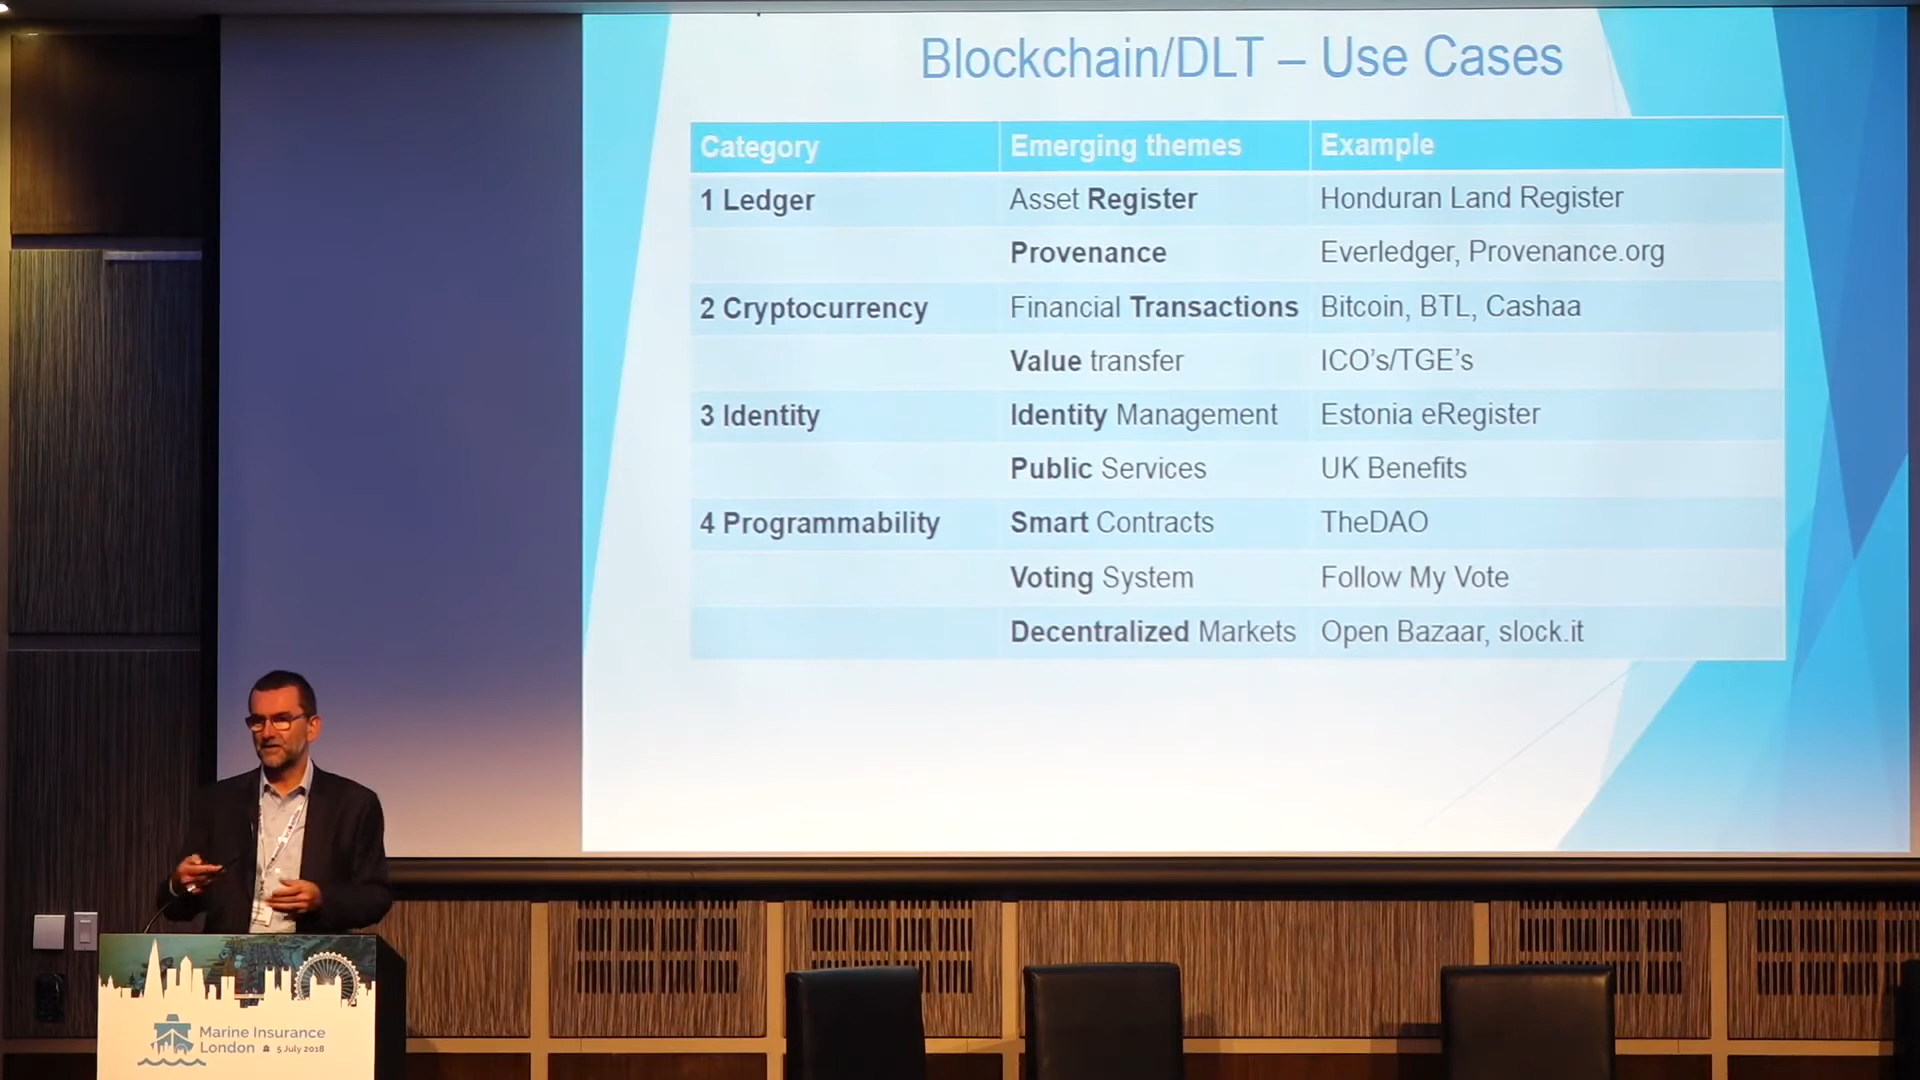 Blockchain/DLT – Use Cases
Category Emerging themes Example
1 Ledger Asset Register Honduran Land Register
Provenance Everledger, Provenance.org
2 Cryptocurrency Financial Transactions Bitcoin, BTL, Cashaa
Value transfer ICO's/TGE's
3 Identity Identity Management Estonia eRegister
Public Services UK Benefits
4 Programmability Smart Contracts TheDAO
Voting System Follow My Vote
Decentralized Markets Open Bazaar, slock.it
Marine Insurance
London 5 July 2018